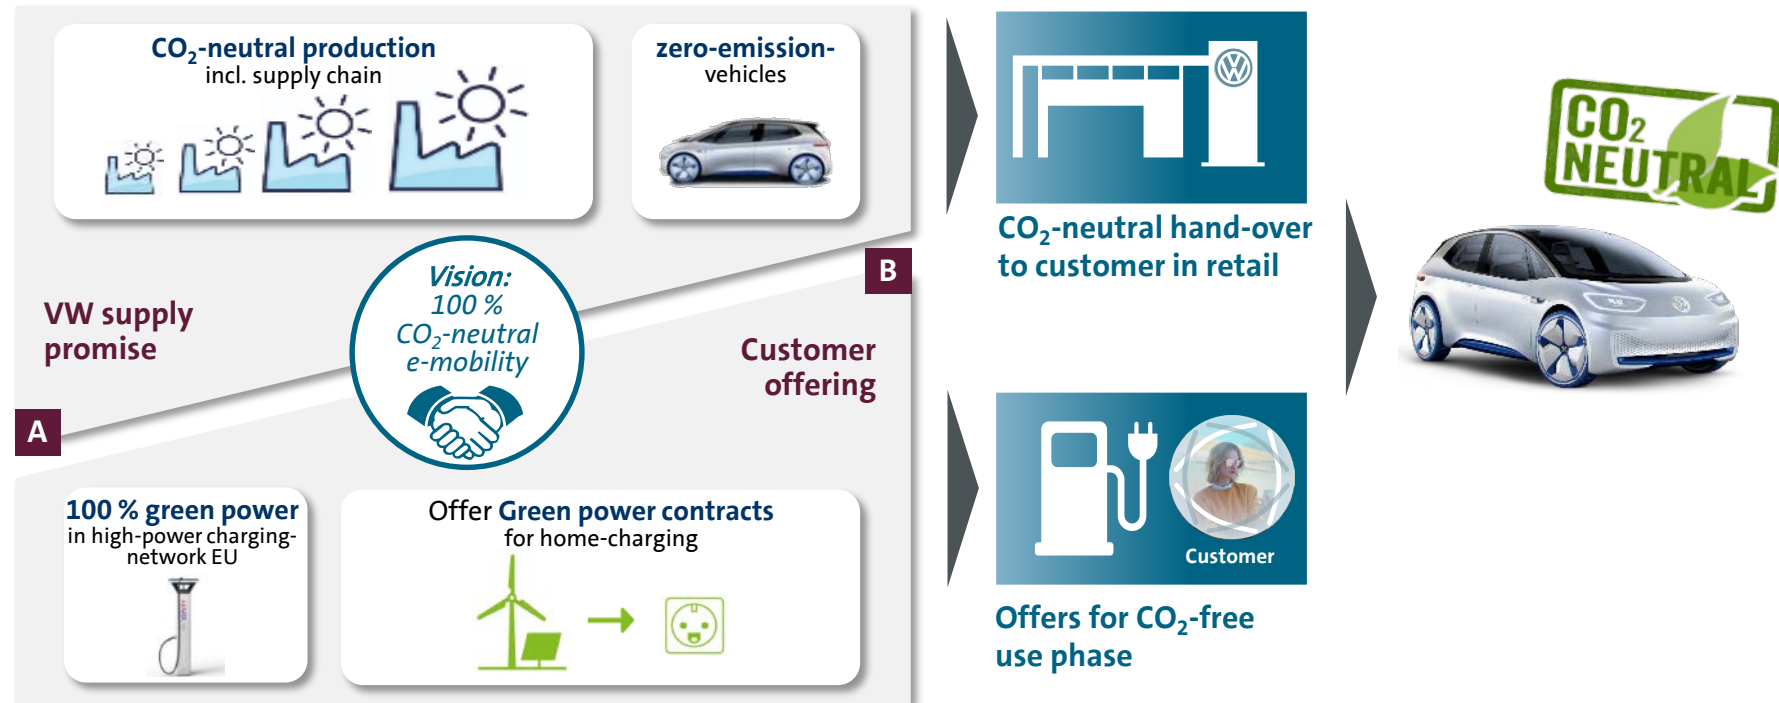 CO₂-neutral production
incl. supply chain
zero-emission-
vehicles
VW supply
promise
A
Vision:
100 %
CO₂-neutral
e-mobility
B
Customer
offering
100 % green power
in high-power charging-
network EU
Offer Green power contracts
for home-charging
CO₂-neutral hand-over
to customer in retail
Customer
Offers for CO₂-free
use phase
CO₂
NEUTRAL